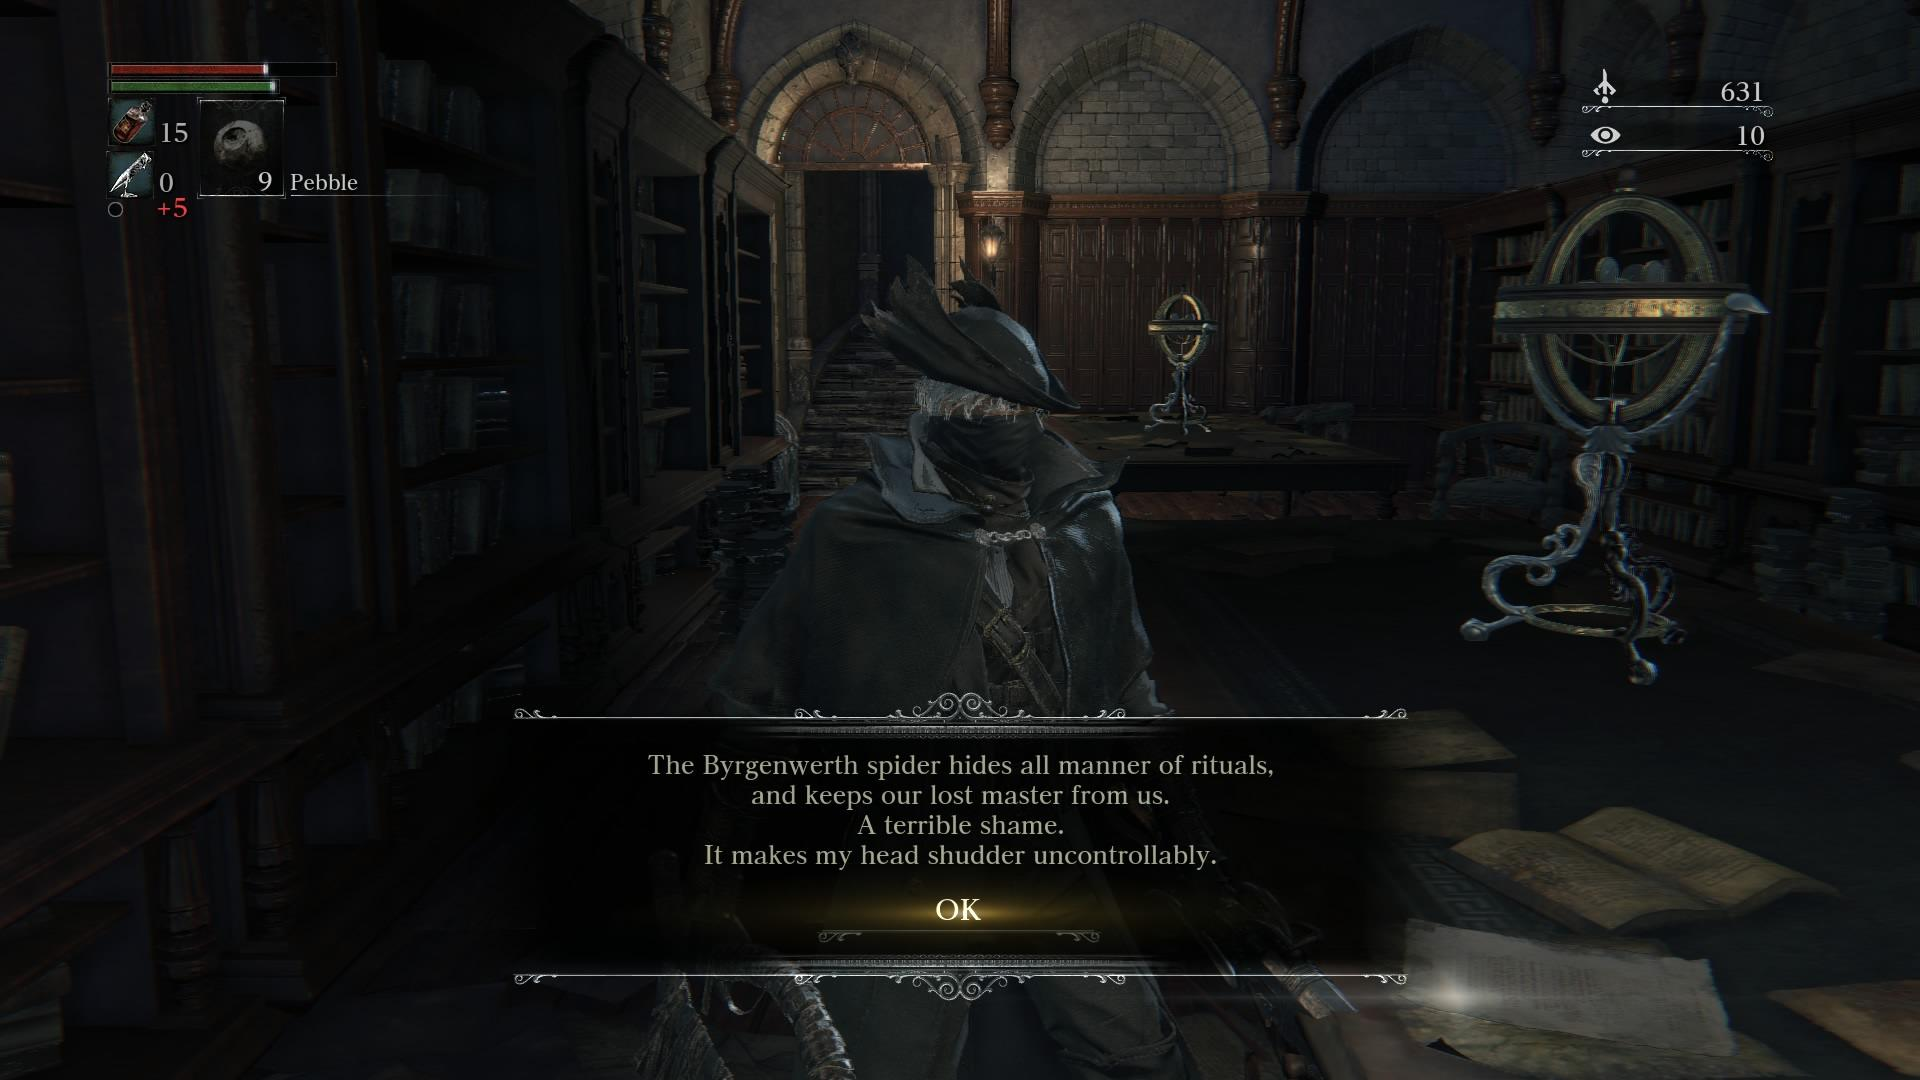 15
0
+5
9 Pebble
631
10
The Byrgenwerth spider hides all manner of rituals,
and keeps our lost master from us.
A terrible shame.
It makes my head shudder uncontrollably.
OK